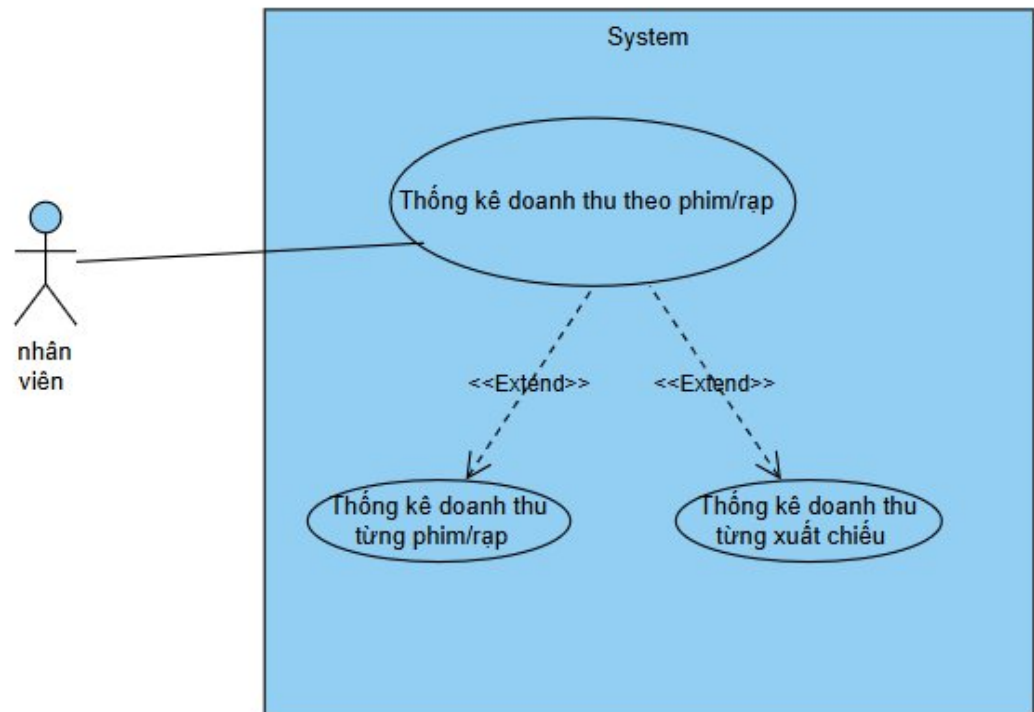 System
Thống kê doanh thu theo phim/rạp
nhân
viên
<<Extend>>
<<Extend>>
Thống kê doanh thu
từng phim/rạp
Thống kê doanh thu
từng xuất chiếu